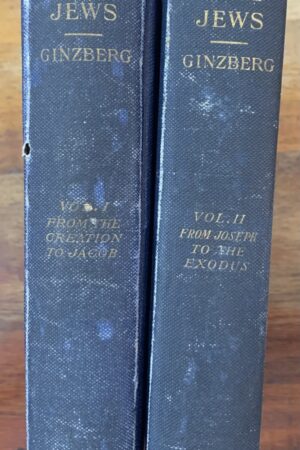 JEWS
GINZBERG
VOL. I
FROM THE
CREATION
TO JACOB
JEWS
GINZBERG
VOL. II
FROM JOSEPH
TO THE
EXODUS